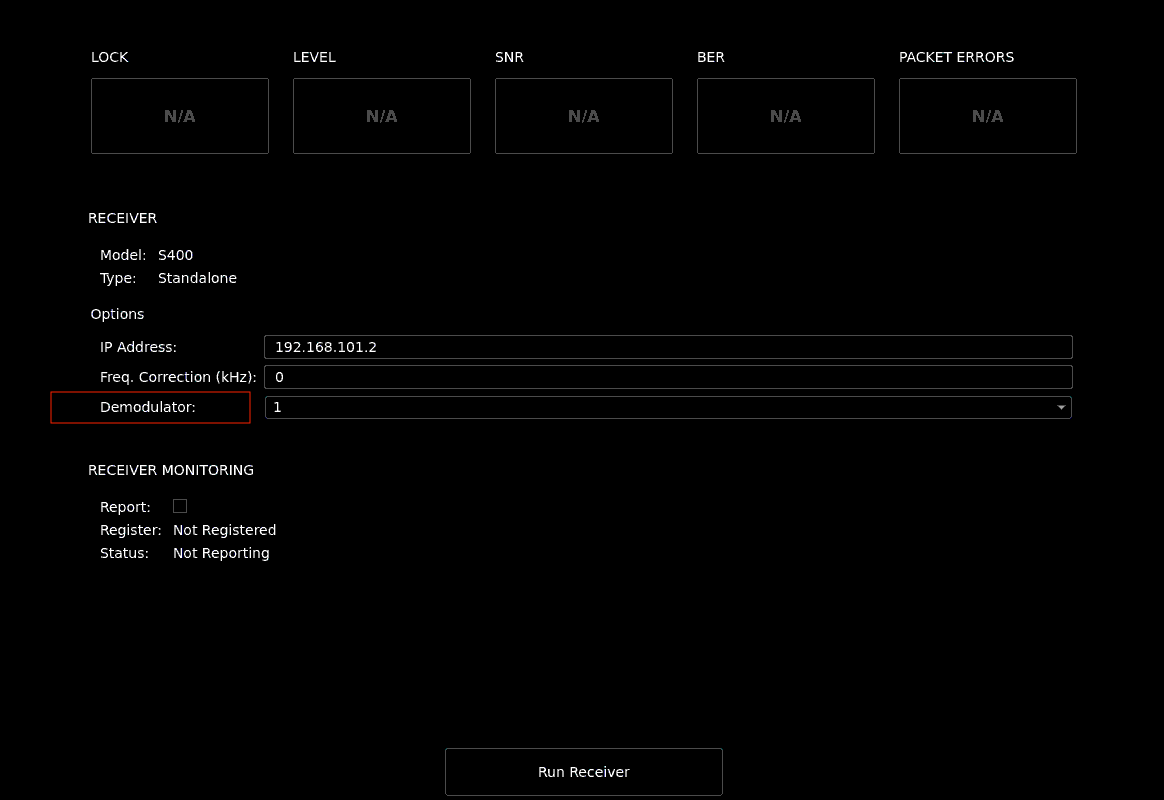 LOCK LEVEL SNR BER PACKET ERRORS
N/A N/A N/A N/A N/A
RECEIVER
Model: S400
Type: Standalone
Options
IP Address: 192.168.101.2
Freq. Correction (kHz): 0
Demodulator: 1
RECEIVER MONITORING
Report:
Register: Not Registered
Status: Not Reporting
Run Receiver